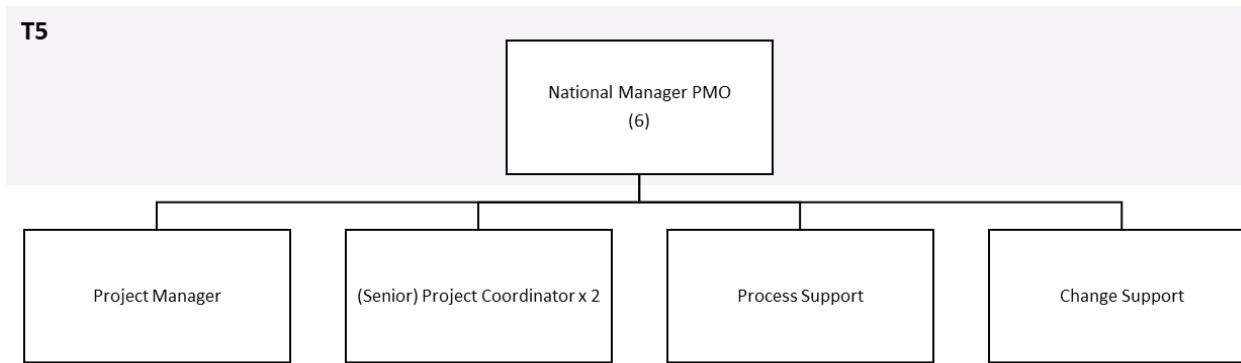 T5
National Manager PMO
(6)
Project Manager
(Senior) Project Coordinator x 2
Process Support
Change Support